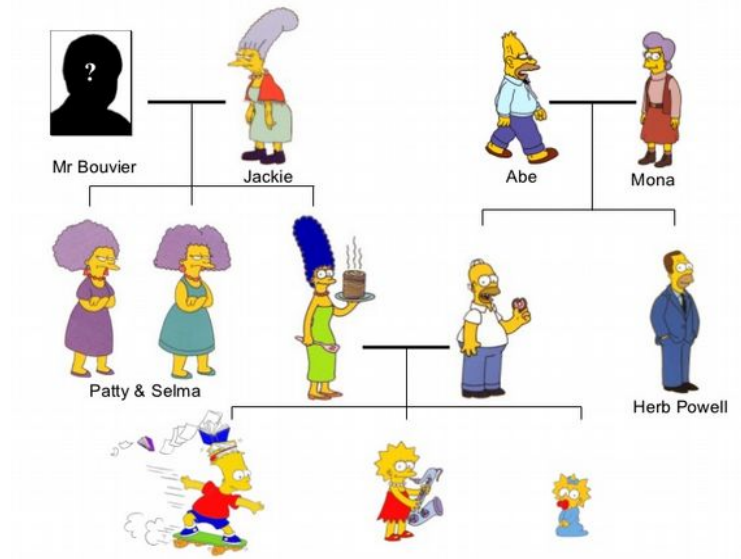 ?
Mr Bouvier
Jackie
Abe
Mona
Patty & Selma
Herb Powell